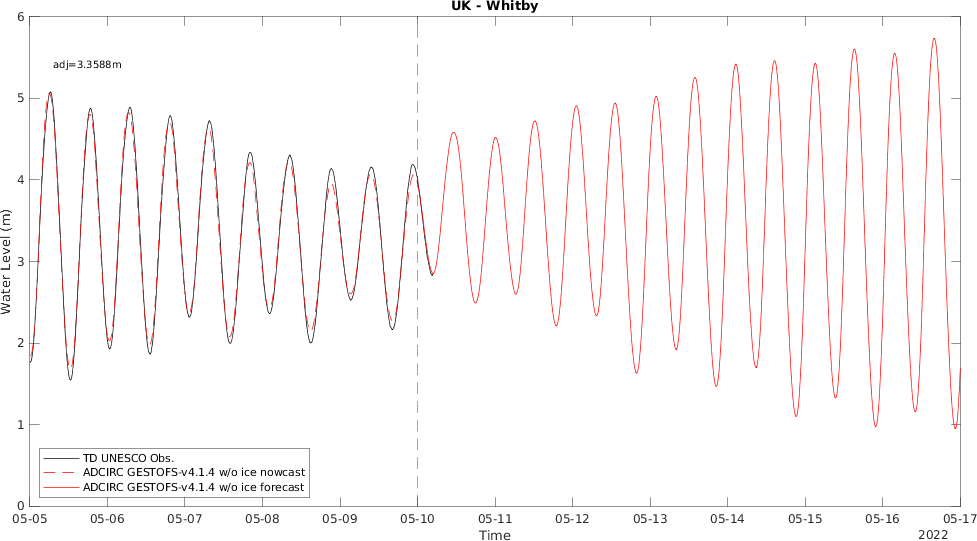 UK - Whitby
adj=3.3588m
6
5
4
3
2
1
0
Water Level (m)
TD UNESCO Obs.
ADCIRC GESTOFS-v4.1.4 w/o ice nowcast
ADCIRC GESTOFS-v4.1.4 w/o ice forecast
05-05 05-06 05-07 05-08 05-09 05-10 05-11 05-12 05-13 05-14 05-15 05-16 05-17
Time
2022